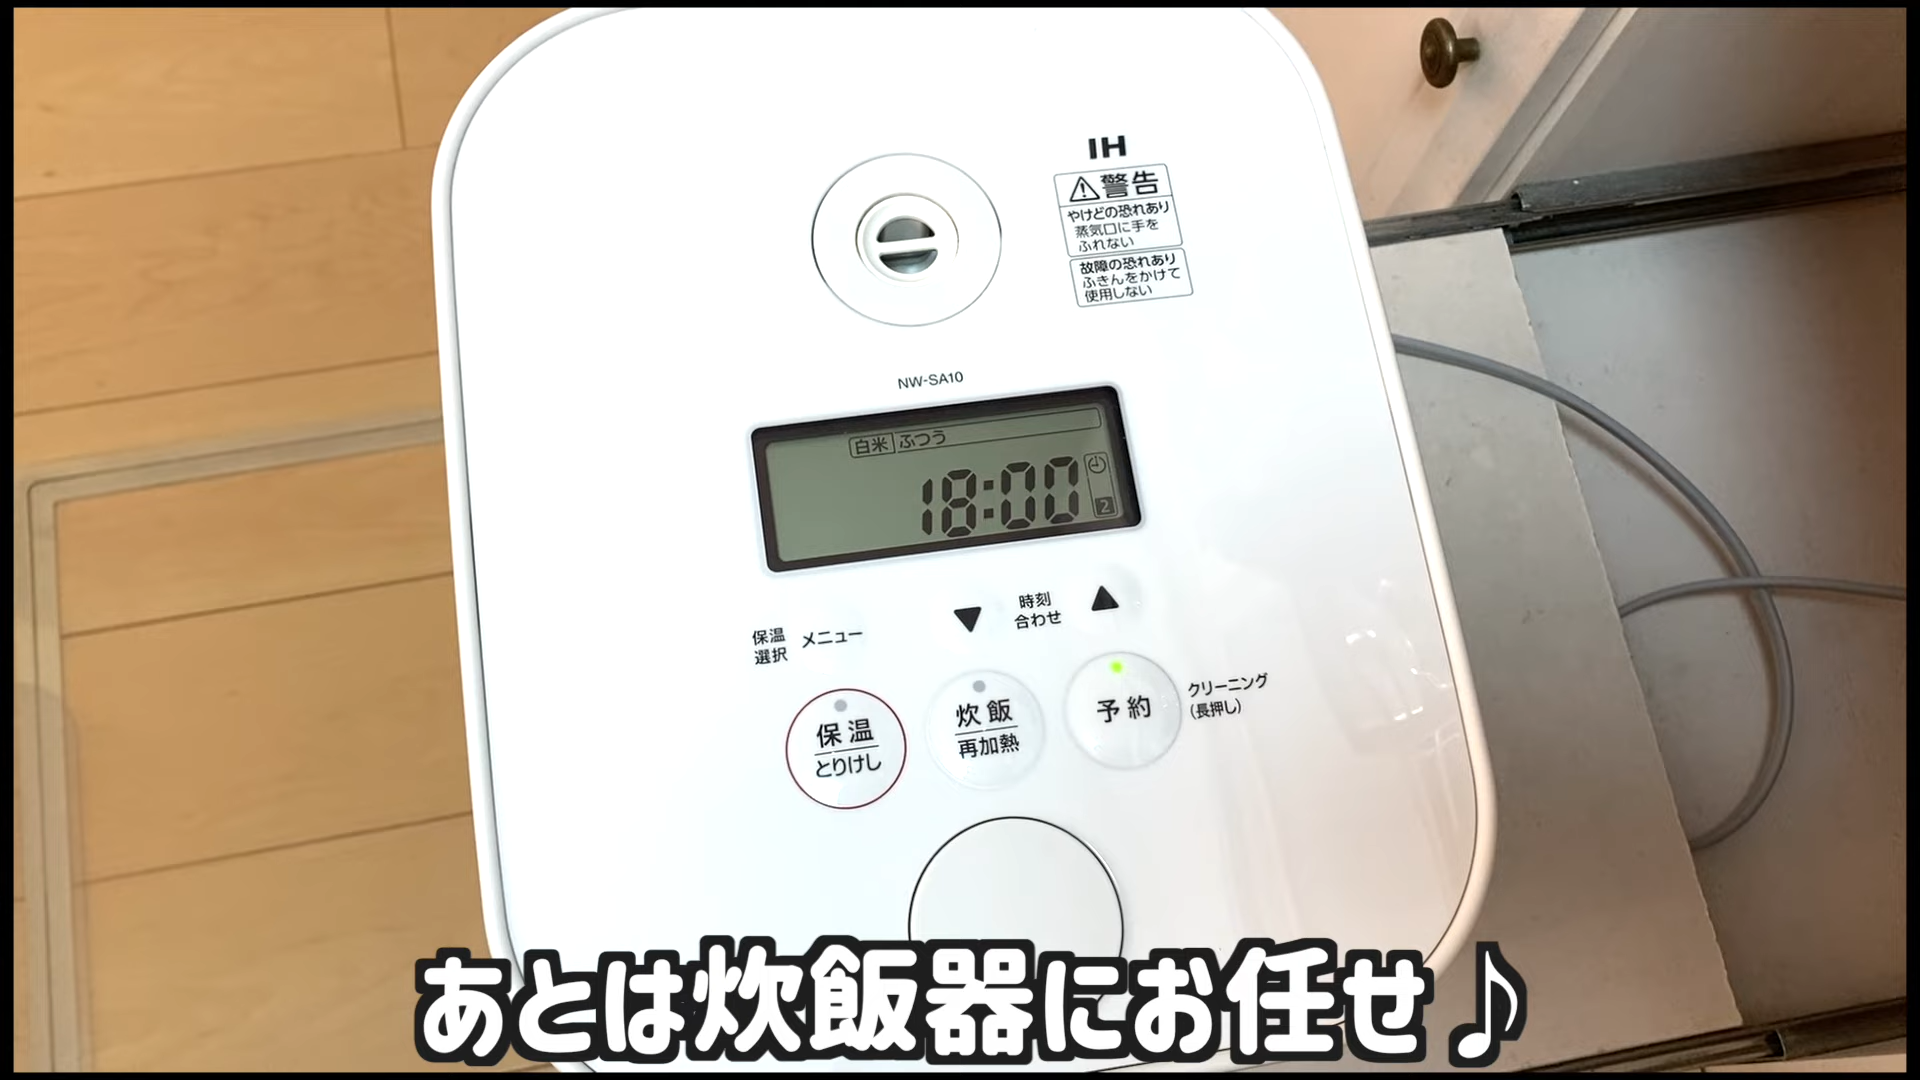 IH
⚠警告
やけどの恐れあり
蒸気口に手を
ふれない
故障の恐れあり
ふきんをかけて
使用しない
NW-SA10
白米 ふつう
18:00
2
保温
選択
メニュー
▼
時刻
合わせ
▲
保温
とりけし
炊飯
再加熱
予約
クリーニング
(長押し)
あとは炊飯器にお任せ♪